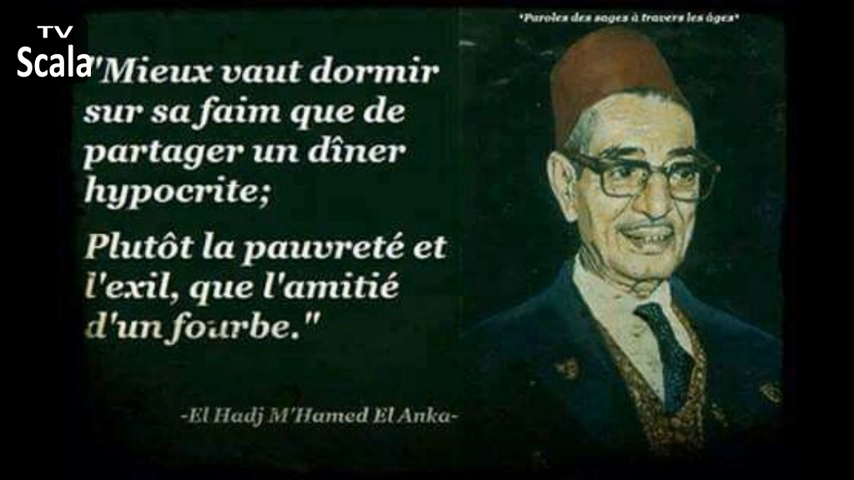 TV
Scala
*Paroles des sages à travers les âges*
"Mieux vaut dormir
sur sa faim que de
partager un dîner
hypocrite;
Plutôt la pauvreté et
l'exil, que l'amitié
d'un fourbe."
-El Hadj M'Hamed El Anka-